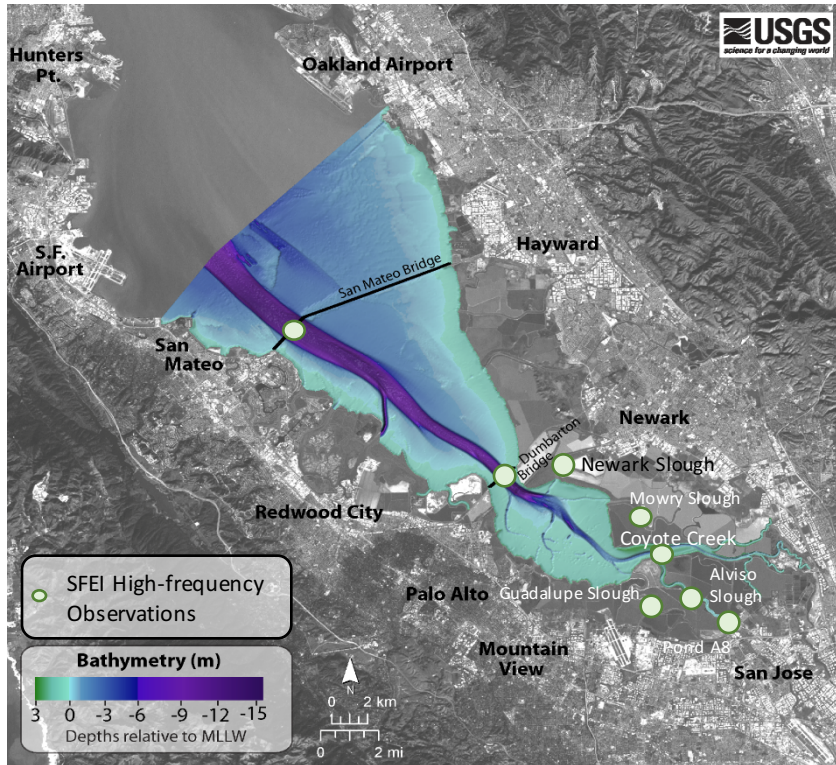 USGS
science for a changing world
Hunters
Pt.
Oakland Airport
S.F.
Airport
Hayward
San Mateo Bridge
San
Mateo
Newark
Dumbarton
Bridge
Newark Slough
Mowry Slough
Redwood City
Coyote Creek
Alviso
Slough
Palo Alto
Guadalupe Slough
Mountain
View
Pond A8
San Jose
SFEI High-frequency
Observations
Bathymetry (m)
3 0 -3 -6 -9 -12 -15
Depths relative to MLLW
N
0 2 km
0 2 mi